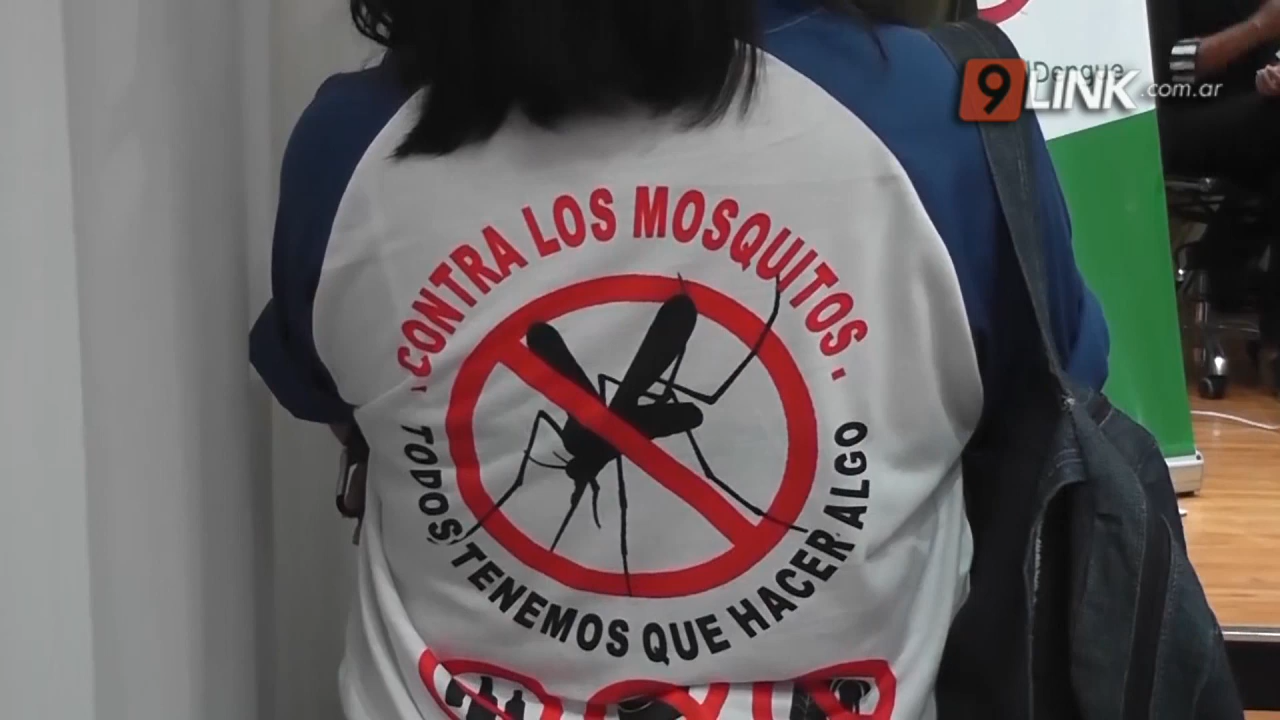 Dengue
9 LINK.com.ar
· CONTRA LOS MOSQUITOS ·
TODOS TENEMOS QUE HACER ALGO